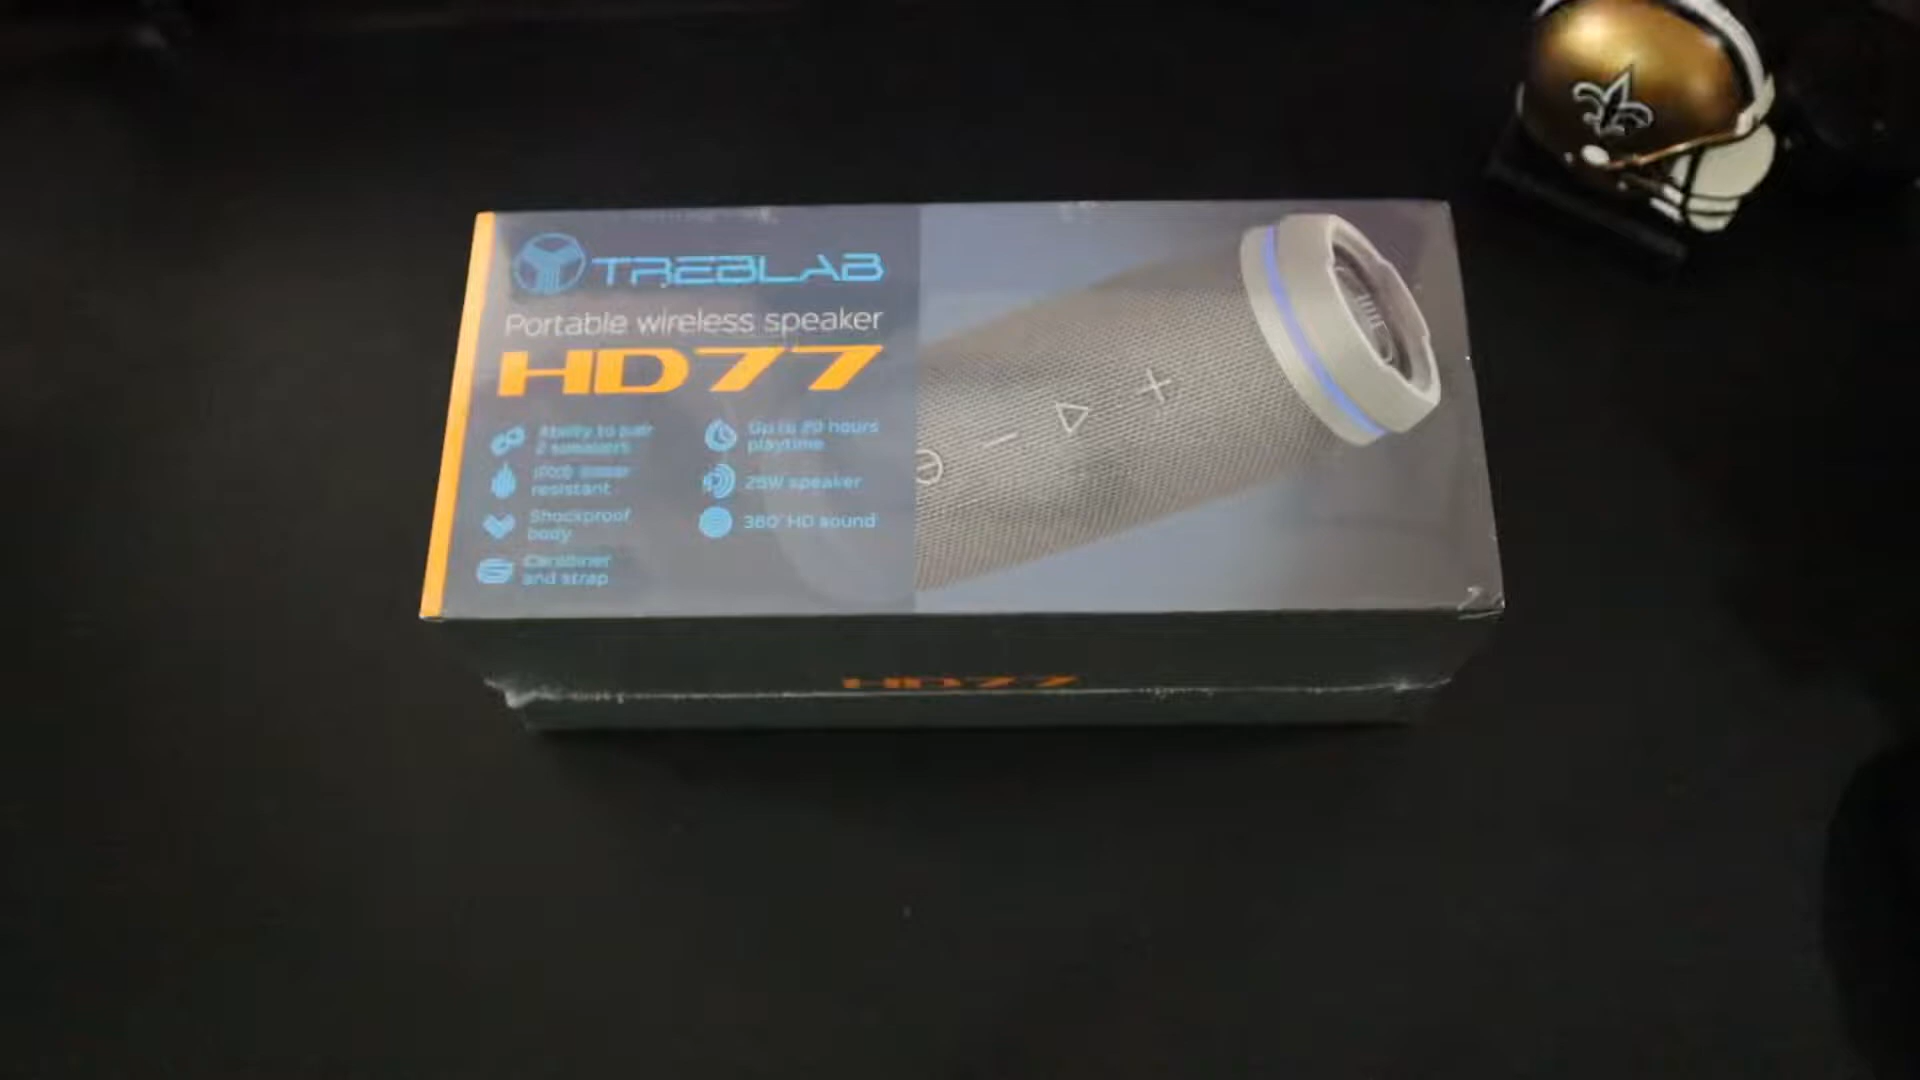 TREBLAB
Portable wireless speaker
HD77
Ability to pair
2 speakers
resistant
Shockproof
body
Carabiner
and strap
Up to 20 hours
playtime
25W speaker
360° HD sound
HD77